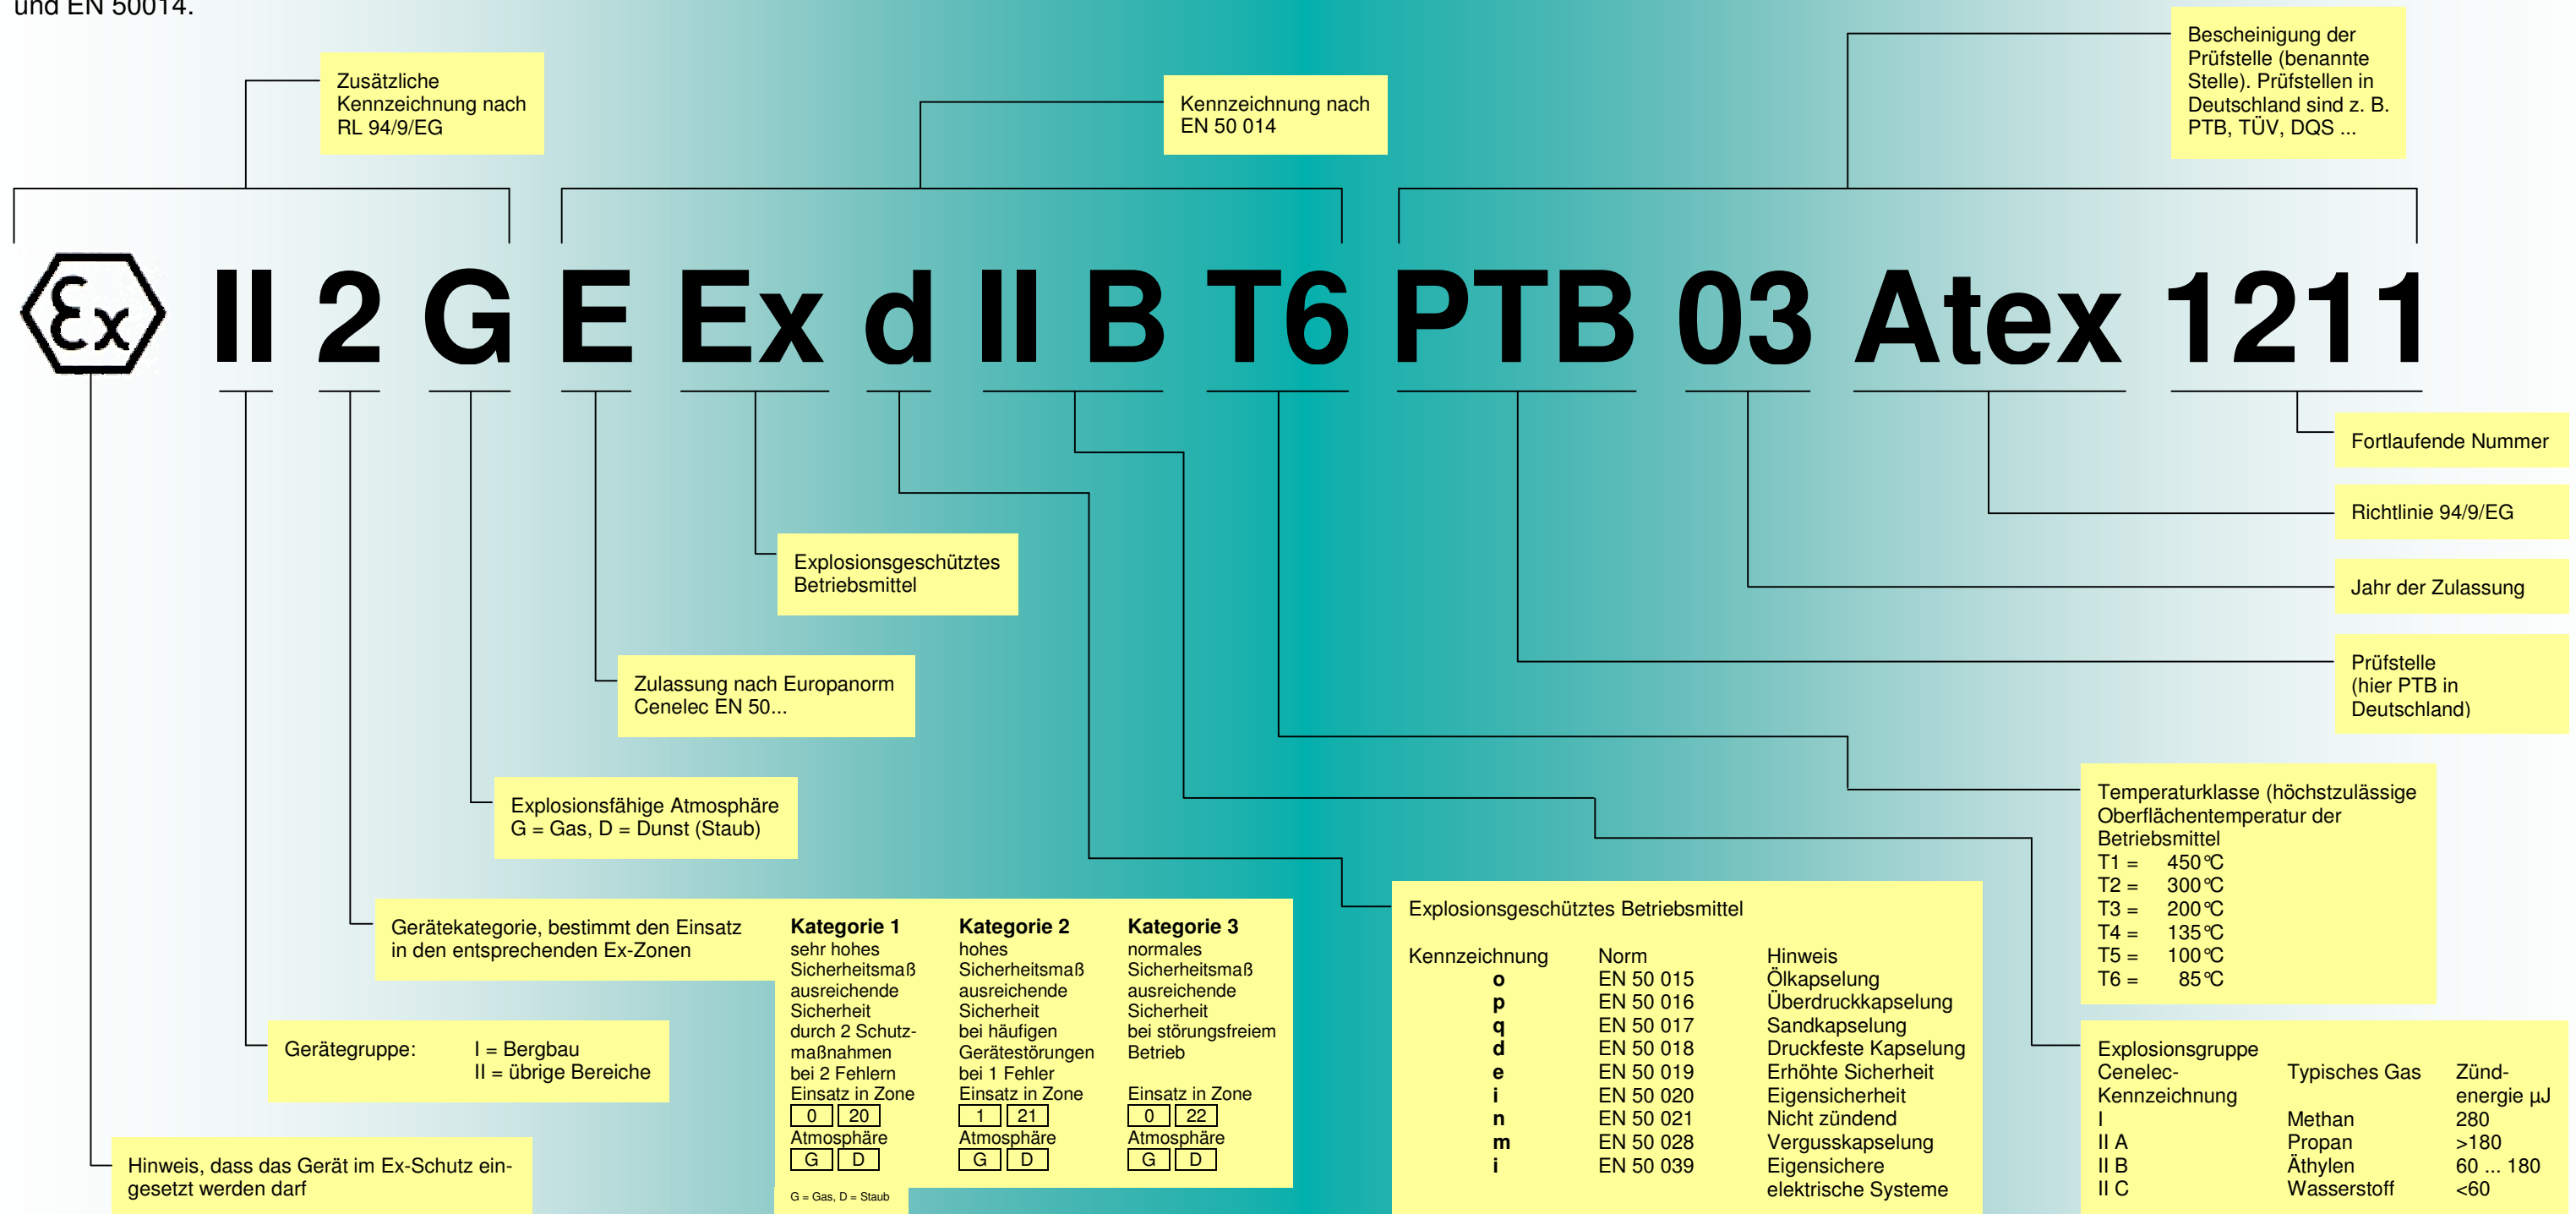 und EN 50014.
Zusätzliche
Kennzeichnung nach
RL 94/9/EG
Kennzeichnung nach
EN 50 014
Bescheinigung der
Prüfstelle (benannte
Stelle). Prüfstellen in
Deutschland sind z. B.
PTB, TÜV, DQS ...
Ex II 2 G E Ex d II B T6 PTB 03 Atex 1211
Fortlaufende Nummer
Richtlinie 94/9/EG
Jahr der Zulassung
Prüfstelle
(hier PTB in
Deutschland)
Explosionsgeschütztes
Betriebsmittel
Zulassung nach Europanorm
Cenelec EN 50...
Explosionsfähige Atmosphäre
G = Gas, D = Dunst (Staub)
Temperaturklasse (höchstzulässige
Oberflächentemperatur der
Betriebsmittel
T1 = 450°C
T2 = 300°C
T3 = 200°C
T4 = 135°C
T5 = 100°C
T6 = 85°C
Gerätekategorie, bestimmt den Einsatz
in den entsprechenden Ex-Zonen
Kategorie 1
sehr hohes
Sicherheitsmaß
ausreichende
Sicherheit
durch 2 Schutz-
maßnahmen
bei 2 Fehlern
Einsatz in Zone
0 20
Atmosphäre
G D
Kategorie 2
hohes
Sicherheitsmaß
ausreichende
Sicherheit
bei häufigen
Gerätestörungen
bei 1 Fehler
Einsatz in Zone
1 21
Atmosphäre
G D
Kategorie 3
normales
Sicherheitsmaß
ausreichende
Sicherheit
bei störungsfreiem
Betrieb
Einsatz in Zone
0 22
Atmosphäre
G D
G = Gas, D = Staub
Gerätegruppe: I = Bergbau
II = übrige Bereiche
Hinweis, dass das Gerät im Ex-Schutz ein-
gesetzt werden darf
Explosionsgeschütztes Betriebsmittel
Kennzeichnung Norm Hinweis
o EN 50 015 Ölkapselung
p EN 50 016 Überdruckkapselung
q EN 50 017 Sandkapselung
d EN 50 018 Druckfeste Kapselung
e EN 50 019 Erhöhte Sicherheit
i EN 50 020 Eigensicherheit
n EN 50 021 Nicht zündend
m EN 50 028 Vergusskapselung
i EN 50 039 Eigensichere
elektrische Systeme
Explosionsgruppe
Cenelec- Typisches Gas Zünd-
Kennzeichnung energie µJ
I Methan 280
II A Propan >180
II B Äthylen 60 ... 180
II C Wasserstoff <60